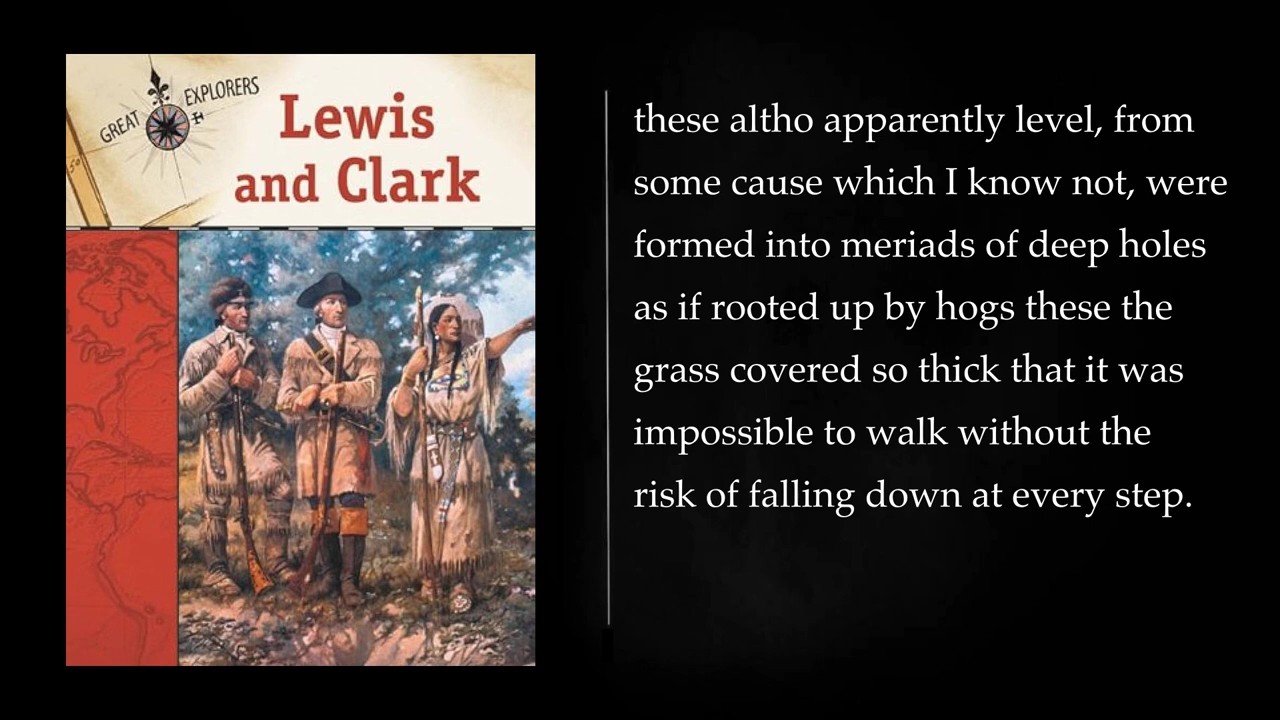 GREAT EXPLORERS
Lewis
and Clark
50
these altho apparently level, from
some cause which I know not, were
formed into meriads of deep holes
as if rooted up by hogs these the
grass covered so thick that it was
impossible to walk without the
risk of falling down at every step.